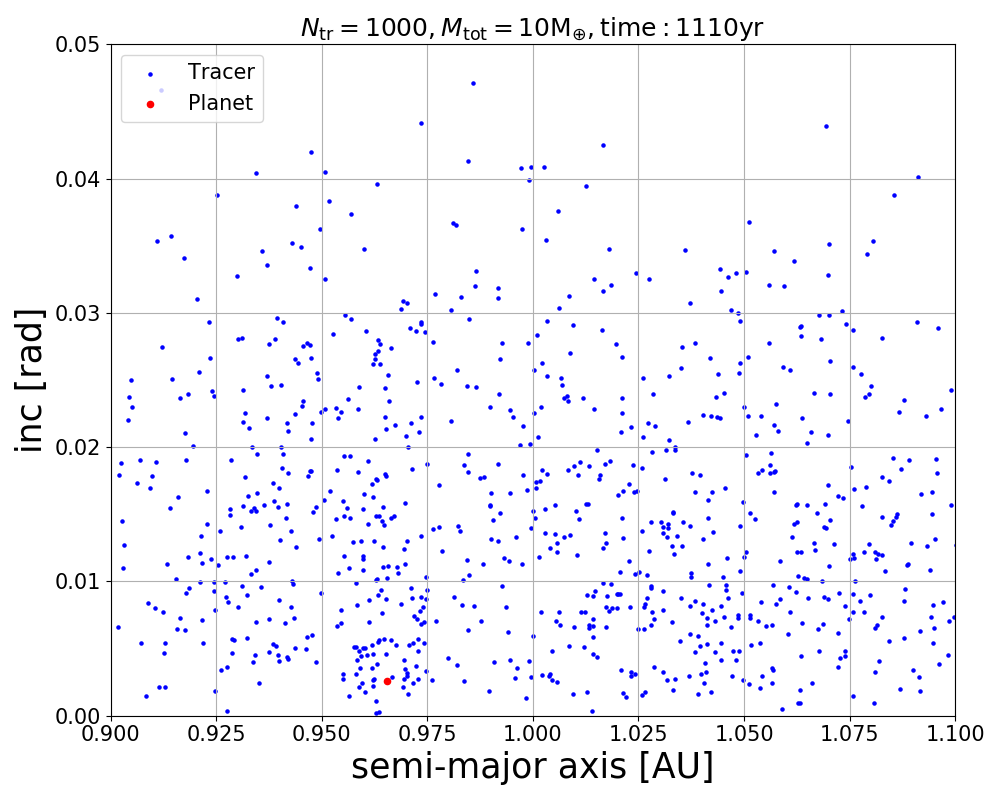 N_tr = 1000, M_tot = 10M_⊕, time : 1110yr
0.05
Tracer
Planet
0.04
0.03
inc [rad]
0.02
0.01
0.00
0.900 0.925 0.950 0.975 1.000 1.025 1.050 1.075 1.100
semi-major axis [AU]